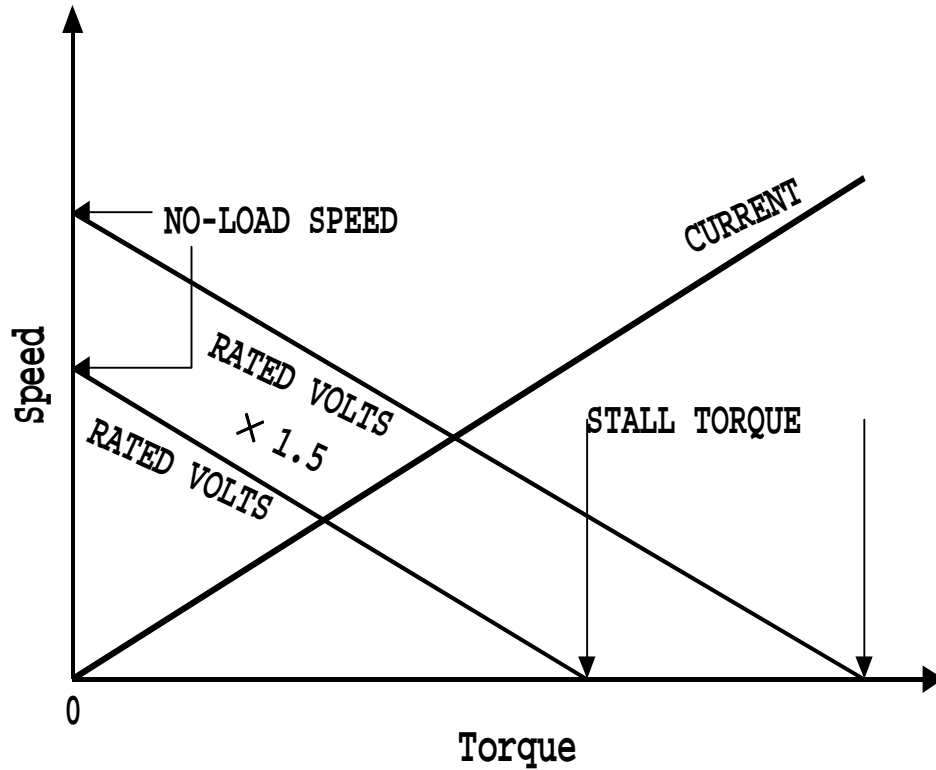 NO-LOAD SPEED
CURRENT
RATED VOLTS
× 1.5
RATED VOLTS
STALL TORQUE
Speed
0
Torque